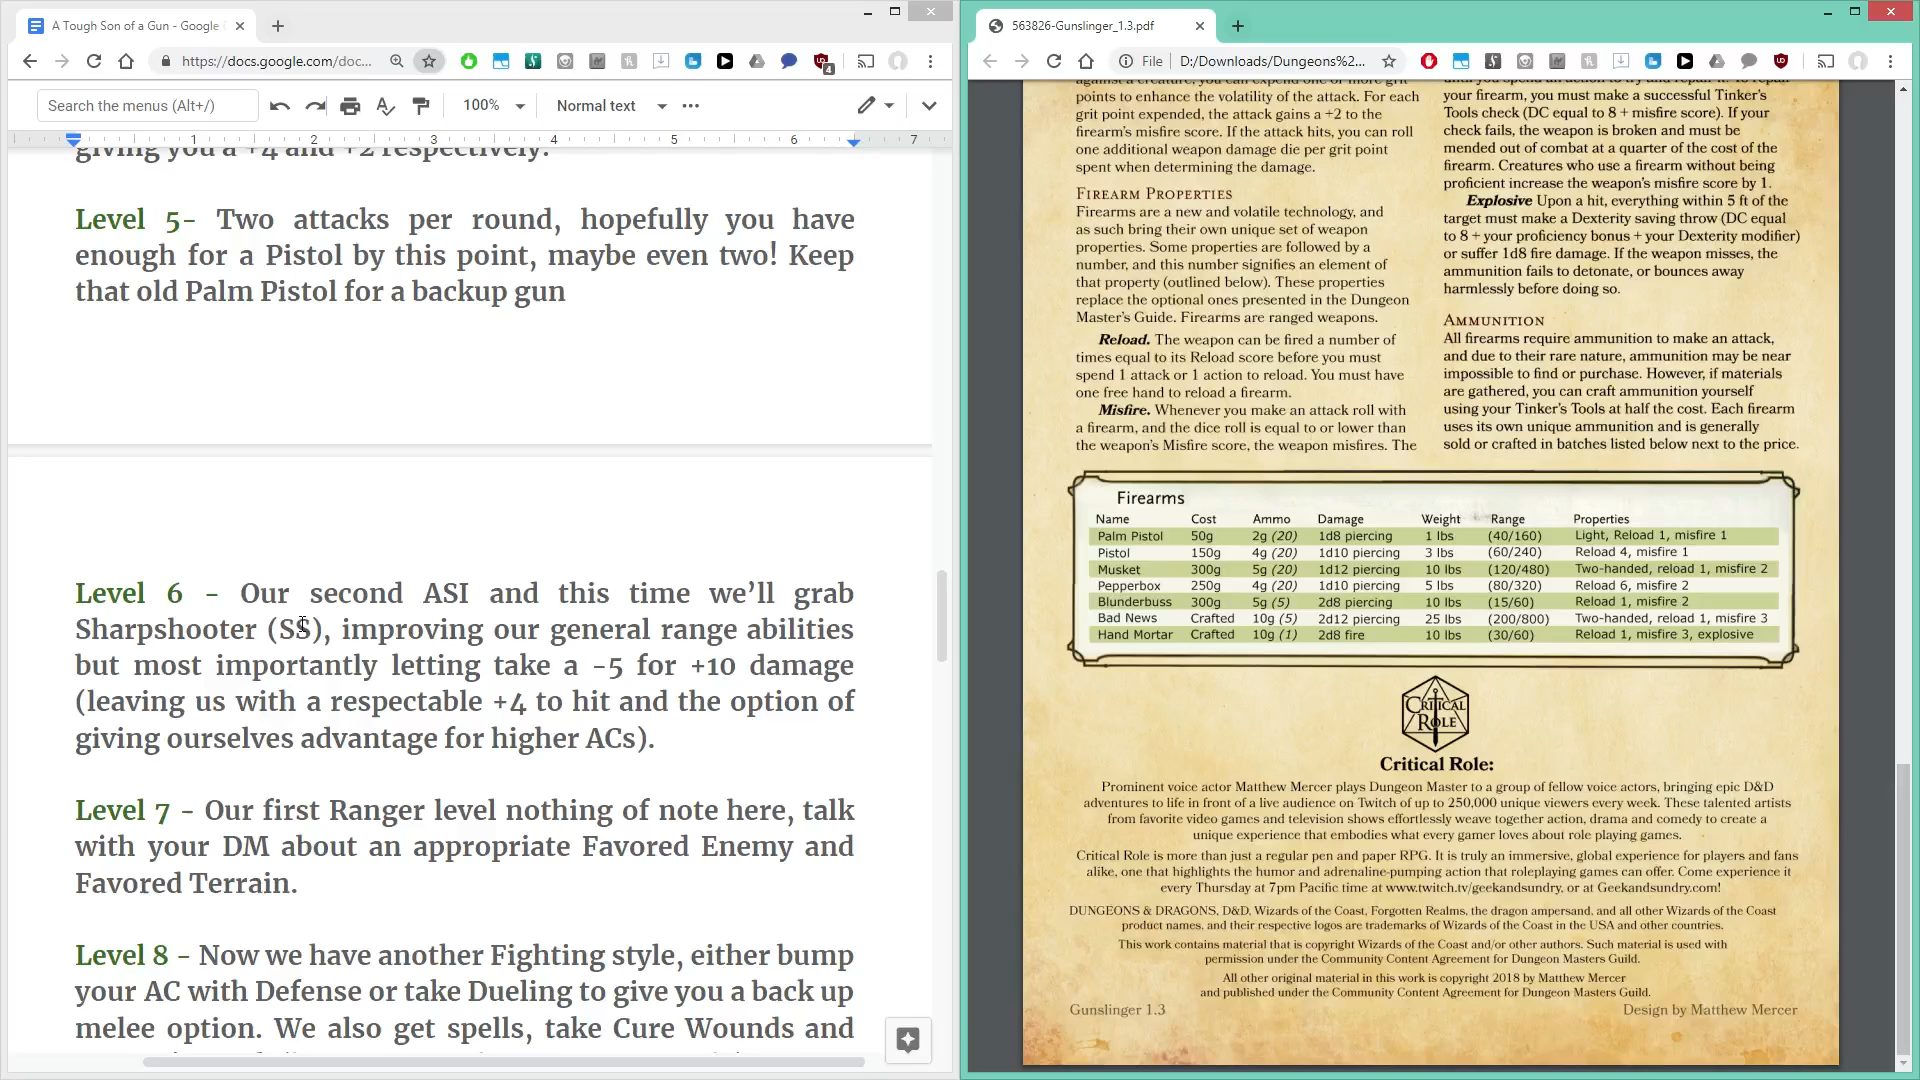 A Tough Son of a Gun - Google
https://docs.google.com/doc...
Search the menus (Alt+/)
100%
Normal text
1 2 3 4 5 6 7
giving you a +4 and +2 respectively.
Level 5- Two attacks per round, hopefully you have
enough for a Pistol by this point, maybe even two! Keep
that old Palm Pistol for a backup gun
Level 6 - Our second ASI and this time we’ll grab
Sharpshooter (SS), improving our general range abilities
but most importantly letting take a -5 for +10 damage
(leaving us with a respectable +4 to hit and the option of
giving ourselves advantage for higher ACs).
Level 7 - Our first Ranger level nothing of note here, talk
with your DM about an appropriate Favored Enemy and
Favored Terrain.
Level 8 - Now we have another Fighting style, either bump
your AC with Defense or take Dueling to give you a back up
melee option. We also get spells, take Cure Wounds and
563826-Gunslinger_1.3.pdf
File D:/Downloads/Dungeons%2...
against a creature, you can expend one or more grit
points to enhance the volatility of the attack. For each
grit point expended, the attack gains a +2 to the
firearm's misfire score. If the attack hits, you can roll
one additional weapon damage die per grit point
spent when determining the damage.
Firearm Properties
Firearms are a new and volatile technology, and
as such bring their own unique set of weapon
properties. Some properties are followed by a
number, and this number signifies an element of
that property (outlined below). These properties
replace the optional ones presented in the Dungeon
Master's Guide. Firearms are ranged weapons.
Reload. The weapon can be fired a number of
times equal to its Reload score before you must
spend 1 attack or 1 action to reload. You must have
one free hand to reload a firearm.
Misfire. Whenever you make an attack roll with
a firearm, and the dice roll is equal to or lower than
the weapon's Misfire score, the weapon misfires. The
your firearm, you must make a successful Tinker's
Tools check (DC equal to 8 + misfire score). If your
check fails, the weapon is broken and must be
mended out of combat at a quarter of the cost of the
firearm. Creatures who use a firearm without being
proficient increase the weapon's misfire score by 1.
Explosive Upon a hit, everything within 5 ft of the
target must make a Dexterity saving throw (DC equal
to 8 + your proficiency bonus + your Dexterity modifier)
or suffer 1d8 fire damage. If the weapon misses, the
ammunition fails to detonate, or bounces away
harmlessly before doing so.
Ammunition
All firearms require ammunition to make an attack,
and due to their rare nature, ammunition may be near
impossible to find or purchase. However, if materials
are gathered, you can craft ammunition yourself
using your Tinker's Tools at half the cost. Each firearm
uses its own unique ammunition and is generally
sold or crafted in batches listed below next to the price.
Firearms
Name Cost Ammo Damage Weight Range Properties
Palm Pistol 50g 2g (20) 1d8 piercing 1 lbs (40/160) Light, Reload 1, misfire 1
Pistol 150g 4g (20) 1d10 piercing 3 lbs (60/240) Reload 4, misfire 1
Musket 300g 5g (20) 1d12 piercing 10 lbs (120/480) Two-handed, reload 1, misfire 2
Pepperbox 250g 4g (20) 1d10 piercing 5 lbs (80/320) Reload 6, misfire 2
Blunderbuss 300g 5g (5) 2d8 piercing 10 lbs (15/60) Reload 1, misfire 2
Bad News Crafted 10g (5) 2d12 piercing 25 lbs (200/800) Two-handed, reload 1, misfire 3
Hand Mortar Crafted 10g (1) 2d8 fire 10 lbs (30/60) Reload 1, misfire 3, explosive
Critical Role
Critical Role:
Prominent voice actor Matthew Mercer plays Dungeon Master to a group of fellow voice actors, bringing epic D&D
adventures to life in front of a live audience on Twitch of up to 250,000 unique viewers every week. These talented artists
from favorite video games and television shows effortlessly weave together action, drama and comedy to create a
unique experience that embodies what every gamer loves about role playing games.
Critical Role is more than just a regular pen and paper RPG. It is truly an immersive, global experience for players and fans
alike, one that highlights the humor and adrenaline-pumping action that roleplaying games can offer. Come experience it
every Thursday at 7pm Pacific time at www.twitch.tv/geekandsundry, or at Geekandsundry.com!
DUNGEONS & DRAGONS, D&D, Wizards of the Coast, Forgotten Realms, the dragon ampersand, and all other Wizards of the Coast
product names, and their respective logos are trademarks of Wizards of the Coast in the USA and other countries.
This work contains material that is copyright Wizards of the Coast and/or other authors. Such material is used with
permission under the Community Content Agreement for Dungeon Masters Guild.
All other original material in this work is copyright 2018 by Matthew Mercer
and published under the Community Content Agreement for Dungeon Masters Guild.
Gunslinger 1.3
Design by Matthew Mercer